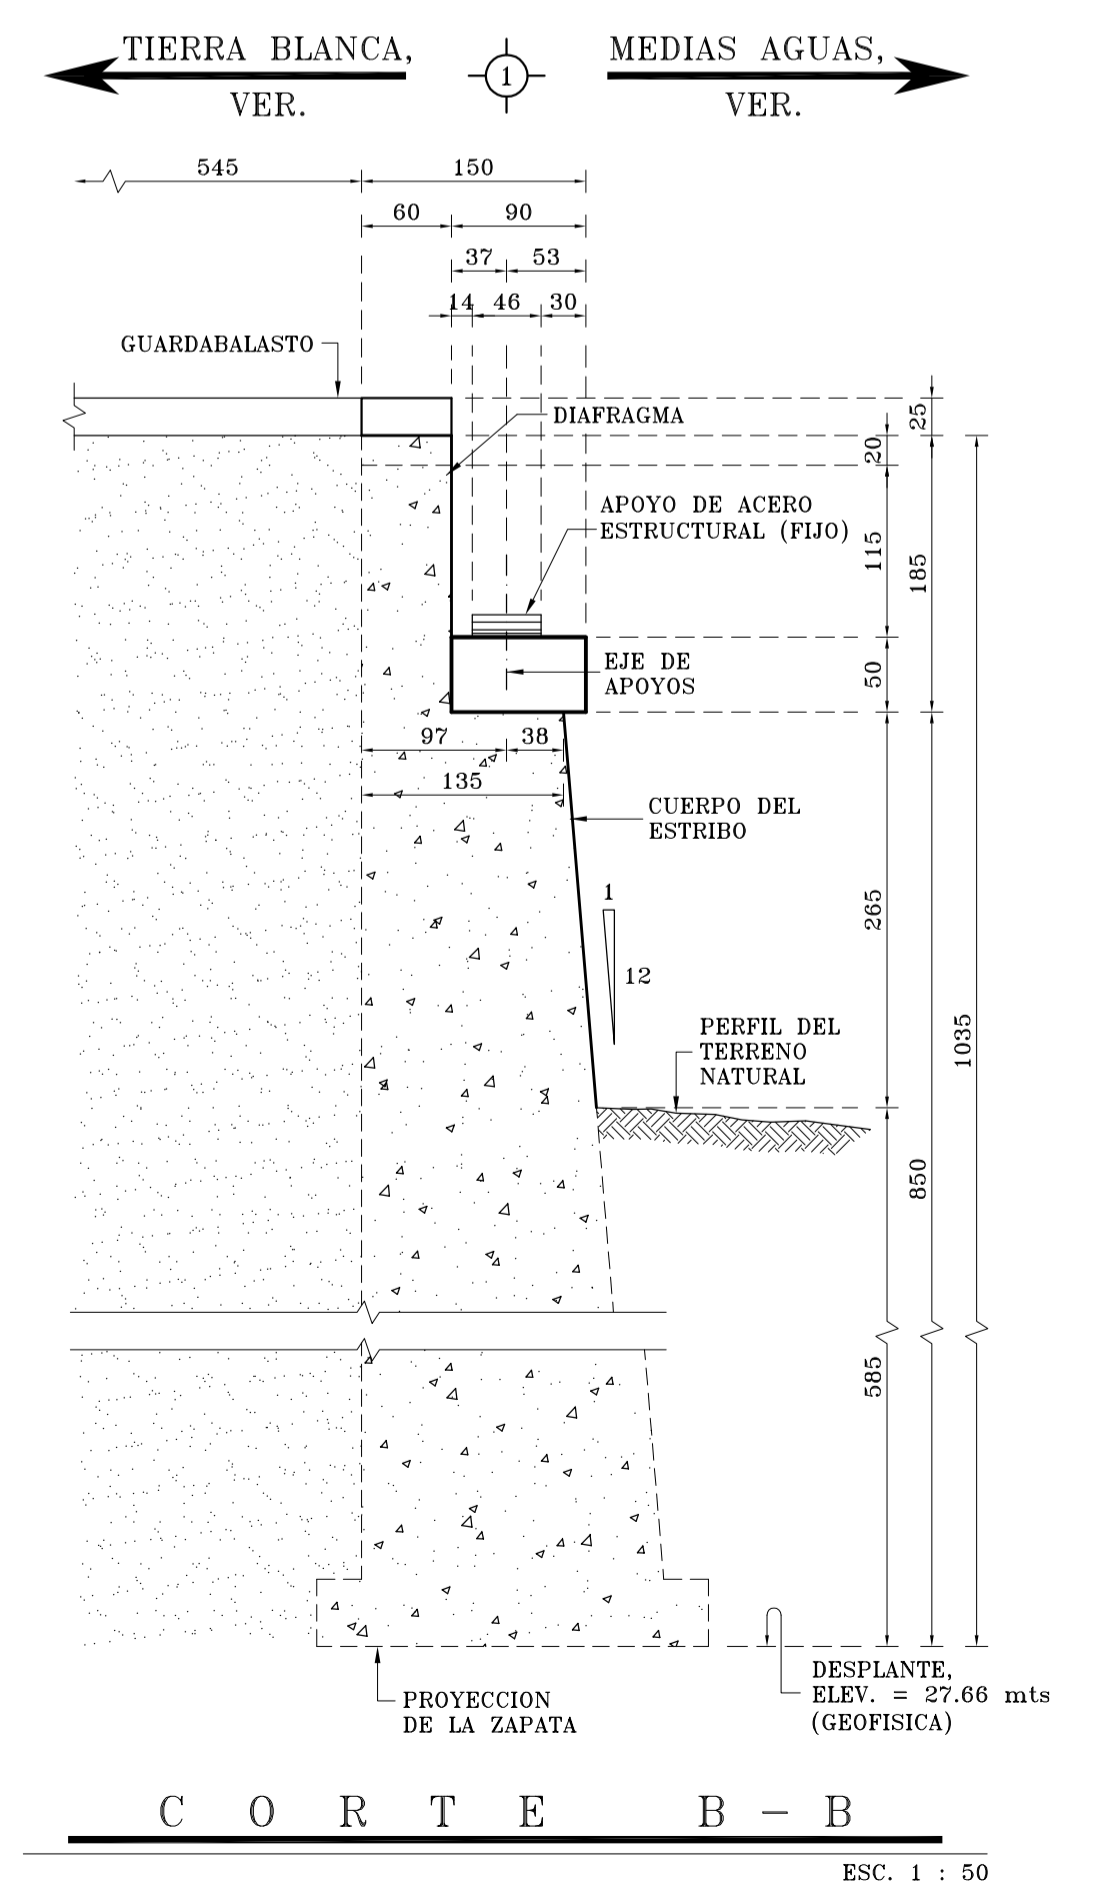 TIERRA BLANCA,
VER.
1
MEDIAS AGUAS,
VER.
545
150
60
90
37
53
14
46
30
GUARDABALASTO
DIAFRAGMA
25
20
APOYO DE ACERO
ESTRUCTURAL (FIJO)
115
185
EJE DE
APOYOS
50
97
38
135
CUERPO DEL
ESTRIBO
1
12
265
PERFIL DEL
TERRENO
NATURAL
1035
850
585
DESPLANTE,
ELEV. = 27.66 mts
(GEOFISICA)
PROYECCION
DE LA ZAPATA
CORTE B-B
ESC. 1 : 50